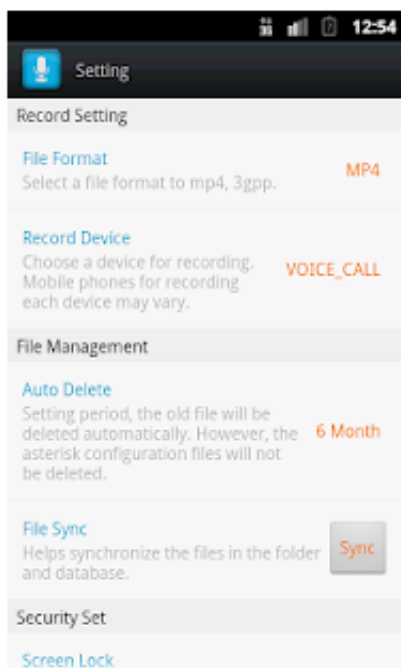 12:54
Setting
Record Setting
File Format
Select a file format to mp4, 3gpp.
MP4
Record Device
Choose a device for recording.
Mobile phones for recording
each device may vary.
VOICE_CALL
File Management
Auto Delete
Setting period, the old file will be
deleted automatically. However, the
asterisk configuration files will not
be deleted.
6 Month
File Sync
Helps synchronize the files in the folder
and database.
Sync
Security Set
Screen Lock